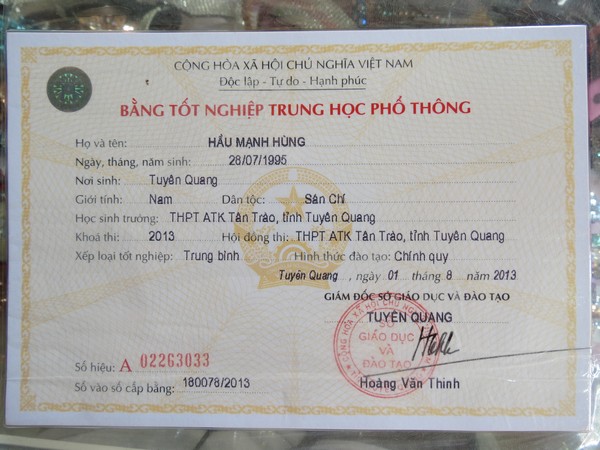 CỘNG HÒA XÃ HỘI CHỦ NGHĨA VIỆT NAM
Độc lập - Tự do - Hạnh phúc
BẰNG TỐT NGHIỆP TRUNG HỌC PHỔ THÔNG
Họ và tên: HẦU MẠNH HÙNG
Ngày, tháng, năm sinh: 28/07/1995
Nơi sinh: Tuyên Quang
Giới tính: Nam Dân tộc: Sán Chỉ
Học sinh trường: THPT ATK Tân Trào, tỉnh Tuyên Quang
Khoá thi: 2013 Hội đồng thi: THPT ATK Tân Trào, tỉnh Tuyên Quang
Xếp loại tốt nghiệp: Trung bình Hình thức đào tạo: Chính quy
Tuyên Quang, ngày 01 tháng 8 năm 2013
GIÁM ĐỐC SỞ GIÁO DỤC VÀ ĐÀO TẠO
TUYÊN QUANG
SỞ
GIÁO DỤC
VÀ
ĐÀO TẠO
Số hiệu: A 02263033
Số vào sổ cấp bằng: 180078/2013
Hoàng Văn Thinh